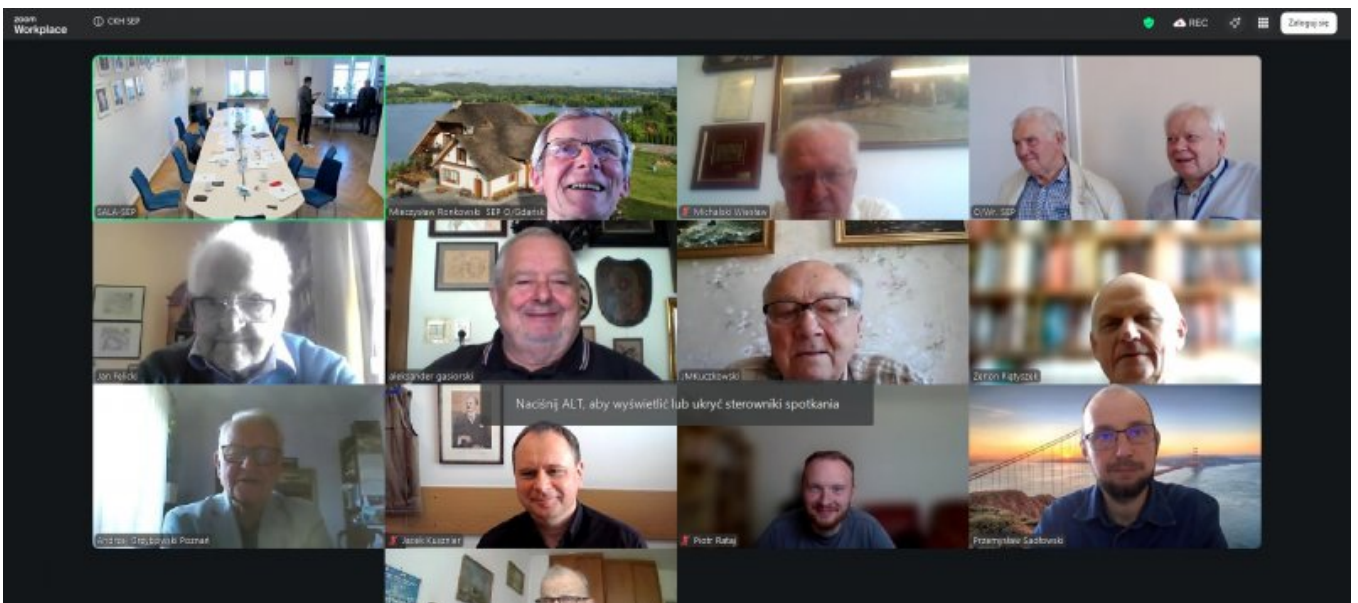 zoom
Workplace
CKH SEP
REC
Zaloguj się
SALA-SEP
Mieczysław Ronkowski SEP O/Gdańsk
Michalski Wiesław
O/Wr. SEP
Jan Felicki
aleksander gasiorski
JMKuczkowski
Zenon Piątyszek
Naciśnij ALT, aby wyświetlić lub ukryć sterowniki spotkania
Andrzej Grzybowski Poznań
Jacek Kusznier
Piotr Rataj
Przemysław Sadłowski